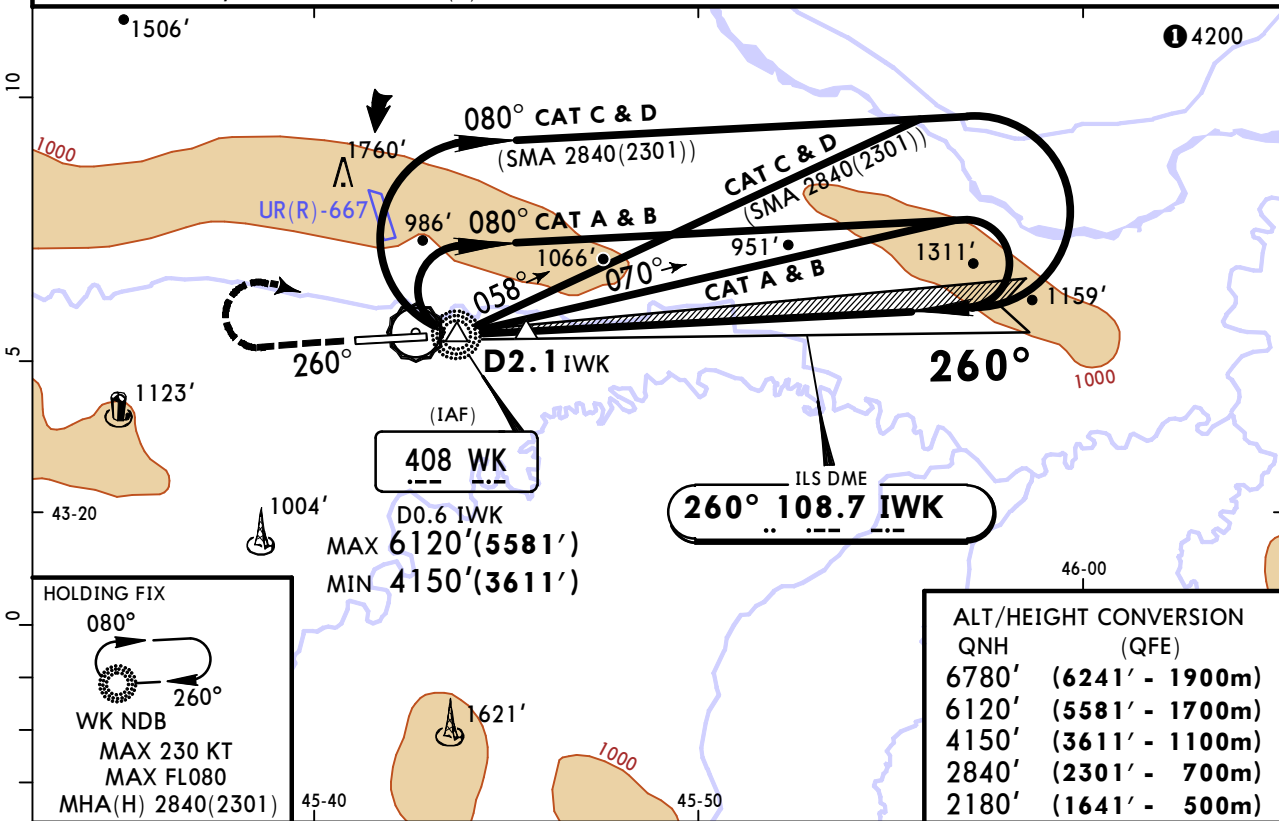 1506'
❶ 4200
10
080° CAT C & D
(SMA 2840(2301))
1000
1760'
CAT C & D
(SMA 2840(2301))
UR(R)-667
986'
080° CAT A & B
1066'
951'
1311'
058°
070°
CAT A & B
1159'
5
260°
D2.1 IWK
260°
1000
1123'
(IAF)
408 WK
ILS DME
260° 108.7 IWK
43-20
1004'
D0.6 IWK
MAX 6120'(5581')
MIN 4150'(3611')
46-00
0
HOLDING FIX
080°
260°
WK NDB
MAX 230 KT
MAX FL080
MHA(H) 2840(2301)
1621'
1000
45-40
45-50
ALT/HEIGHT CONVERSION
QNH (QFE)
6780' (6241' - 1900m)
6120' (5581' - 1700m)
4150' (3611' - 1100m)
2840' (2301' - 700m)
2180' (1641' - 500m)